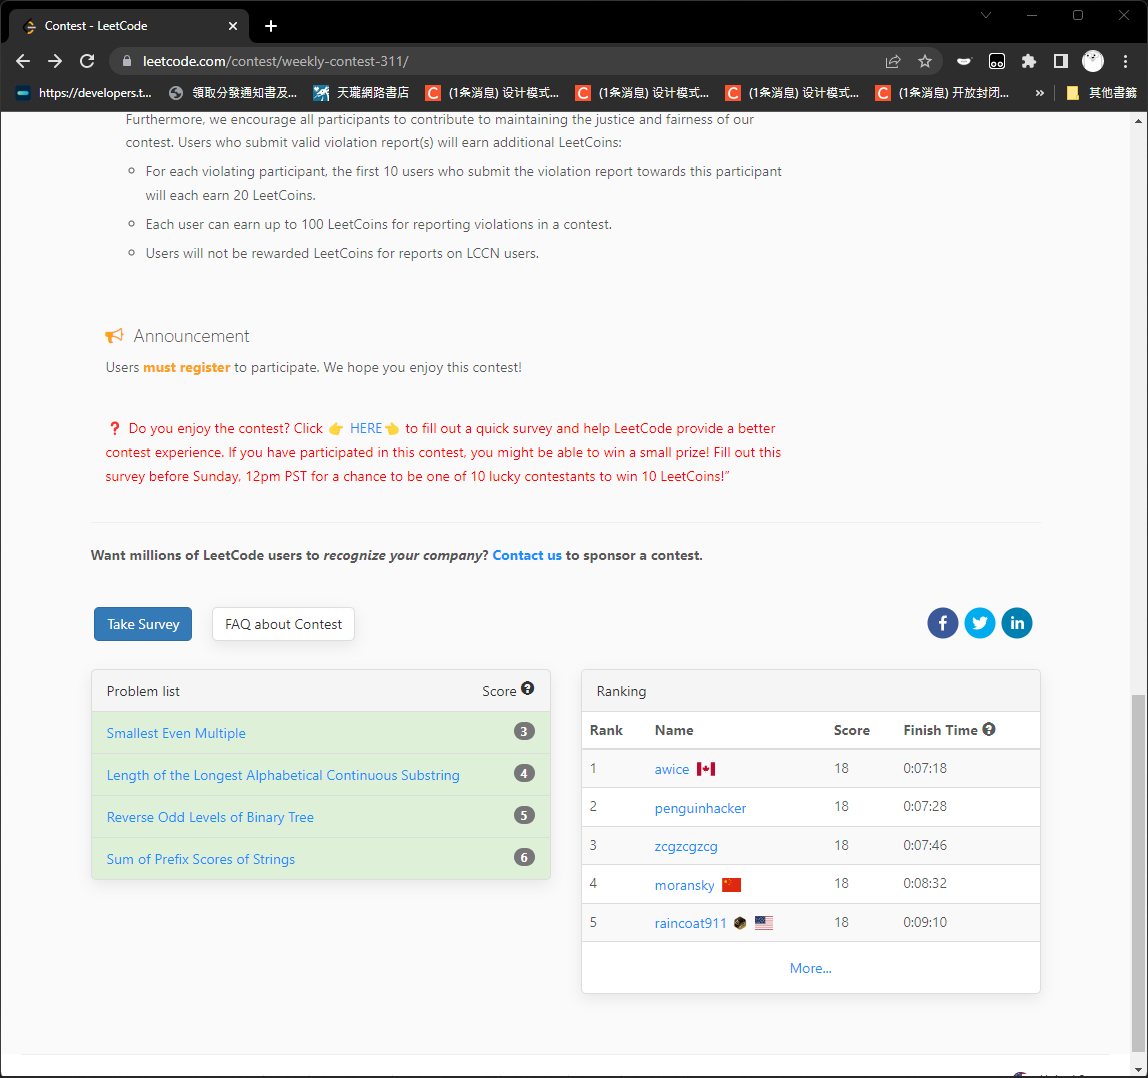 Contest - LeetCode
leetcode.com/contest/weekly-contest-311/
https://developers.t...
領取分發通知書及...
天瓏網路書店
(1条消息) 设计模式...
(1条消息) 设计模式...
(1条消息) 设计模式...
(1条消息) 开放封闭...
»
其他書籤
Furthermore, we encourage all participants to contribute to maintaining the justice and fairness of our
contest. Users who submit valid violation report(s) will earn additional LeetCoins:
For each violating participant, the first 10 users who submit the violation report towards this participant
will each earn 20 LeetCoins.
Each user can earn up to 100 LeetCoins for reporting violations in a contest.
Users will not be rewarded LeetCoins for reports on LCCN users.
Announcement
Users must register to participate. We hope you enjoy this contest!
❓ Do you enjoy the contest? Click 👉 HERE👈 to fill out a quick survey and help LeetCode provide a better
contest experience. If you have participated in this contest, you might be able to win a small prize! Fill out this
survey before Sunday, 12pm PST for a chance to be one of 10 lucky contestants to win 10 LeetCoins!”
Want millions of LeetCode users to recognize your company? Contact us to sponsor a contest.
Take Survey
FAQ about Contest
Problem list Score
Smallest Even Multiple 3
Length of the Longest Alphabetical Continuous Substring 4
Reverse Odd Levels of Binary Tree 5
Sum of Prefix Scores of Strings 6
Ranking
Rank Name Score Finish Time
1 awice 18 0:07:18
2 penguinhacker 18 0:07:28
3 zcgzcgzcg 18 0:07:46
4 moransky 18 0:08:32
5 raincoat911 18 0:09:10
More...